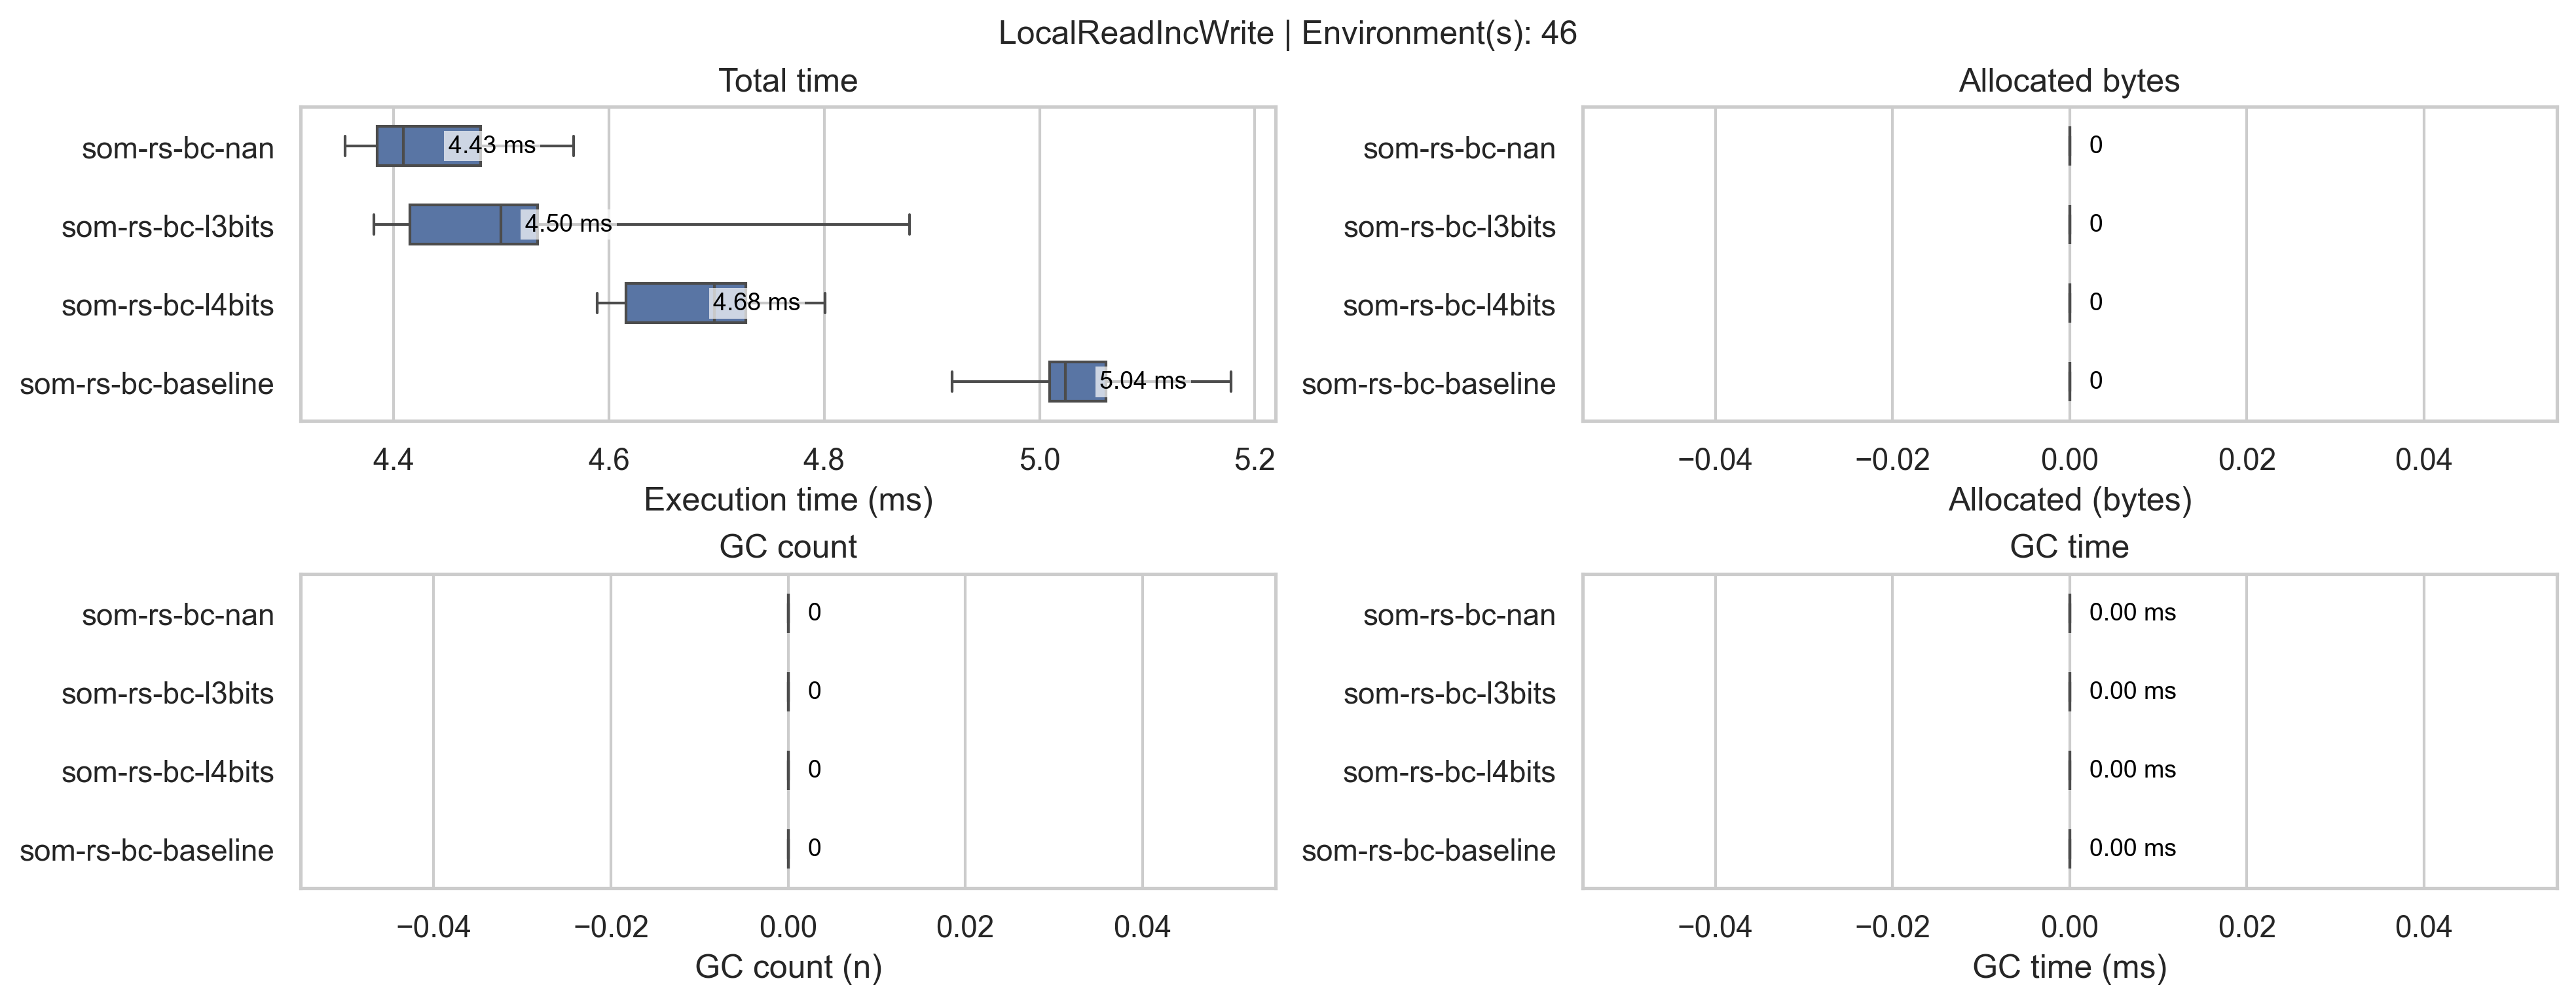 LocalReadIncWrite | Environment(s): 46
Total time
som-rs-bc-nan
4.43 ms
som-rs-bc-l3bits
4.50 ms
som-rs-bc-l4bits
4.68 ms
som-rs-bc-baseline
5.04 ms
4.4 4.6 4.8 5.0 5.2
Execution time (ms)
Allocated bytes
som-rs-bc-nan
0
som-rs-bc-l3bits
0
som-rs-bc-l4bits
0
som-rs-bc-baseline
0
−0.04 −0.02 0.00 0.02 0.04
Allocated (bytes)
GC count
som-rs-bc-nan
0
som-rs-bc-l3bits
0
som-rs-bc-l4bits
0
som-rs-bc-baseline
0
−0.04 −0.02 0.00 0.02 0.04
GC count (n)
GC time
som-rs-bc-nan
0.00 ms
som-rs-bc-l3bits
0.00 ms
som-rs-bc-l4bits
0.00 ms
som-rs-bc-baseline
0.00 ms
−0.04 −0.02 0.00 0.02 0.04
GC time (ms)